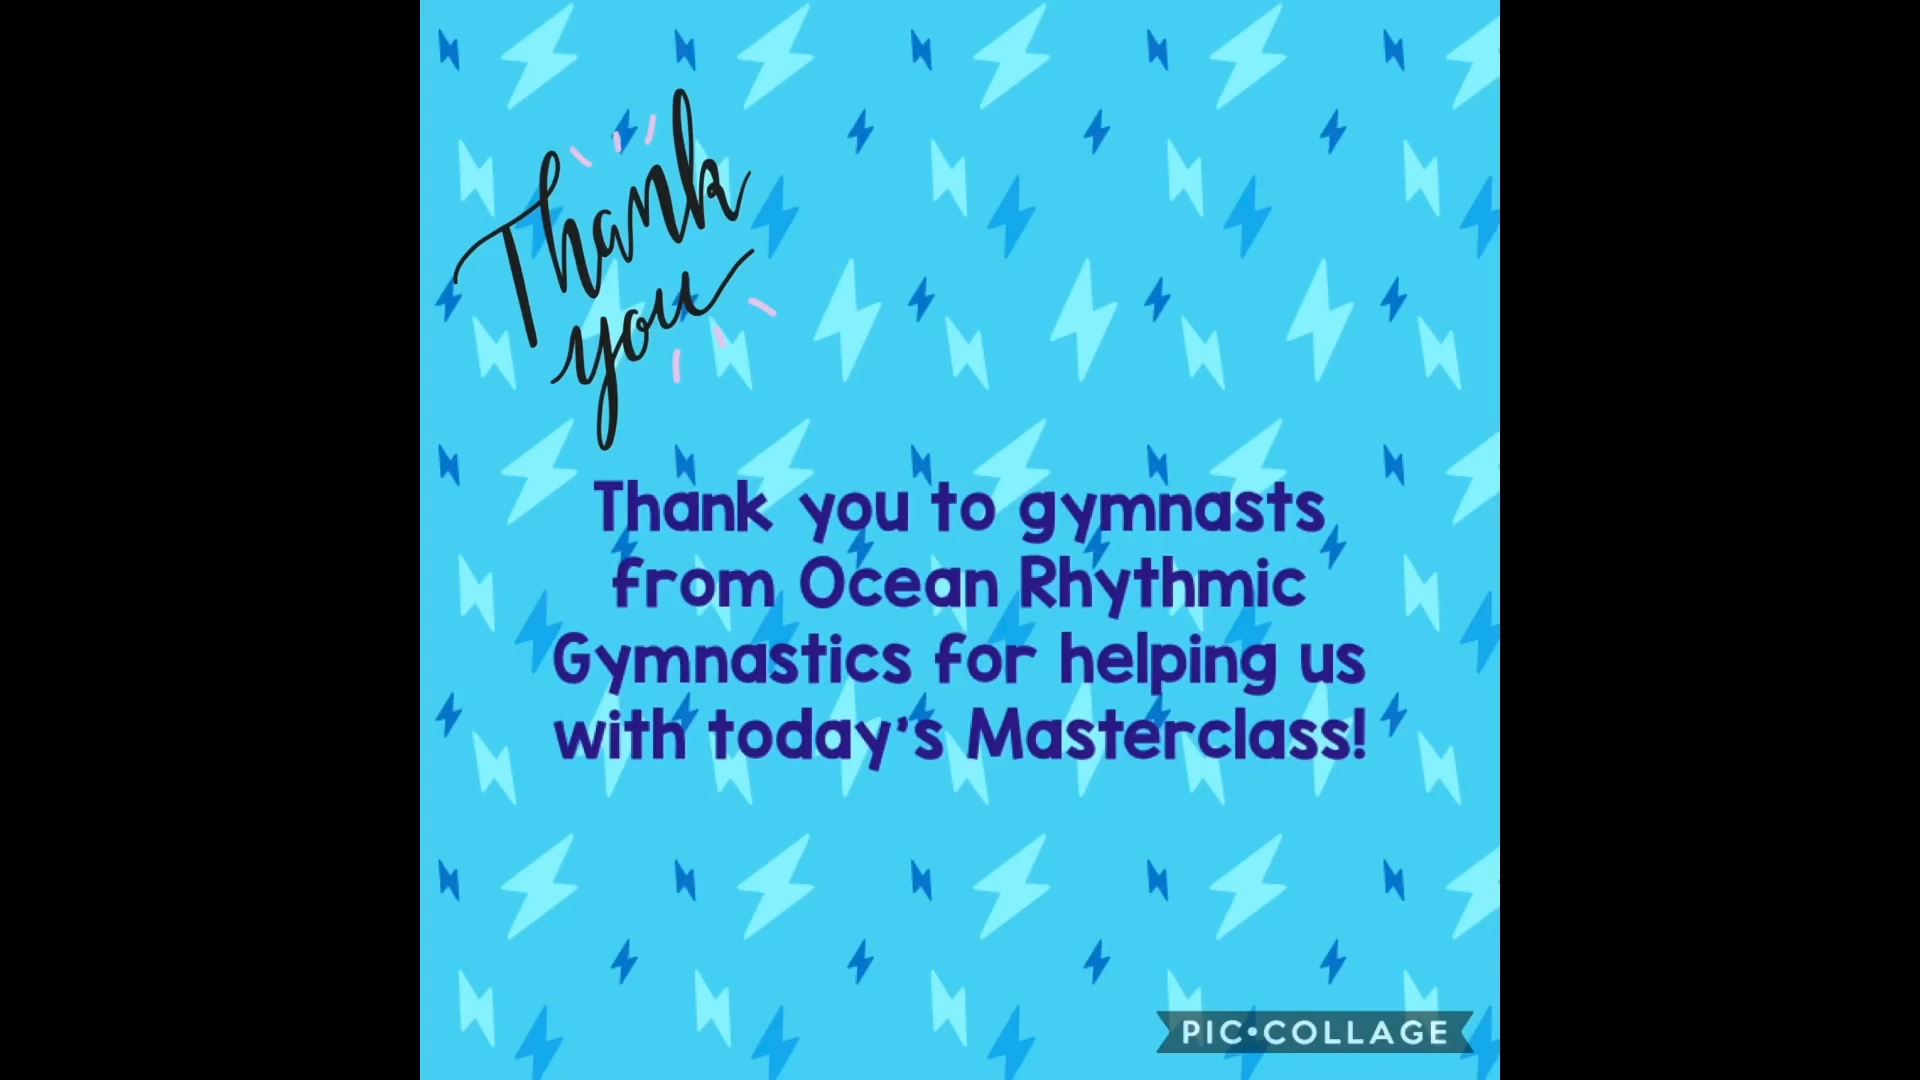 Thank
you
Thank you to gymnasts
from Ocean Rhythmic
Gymnastics for helping us
with today's Masterclass!
PIC•COLLAGE